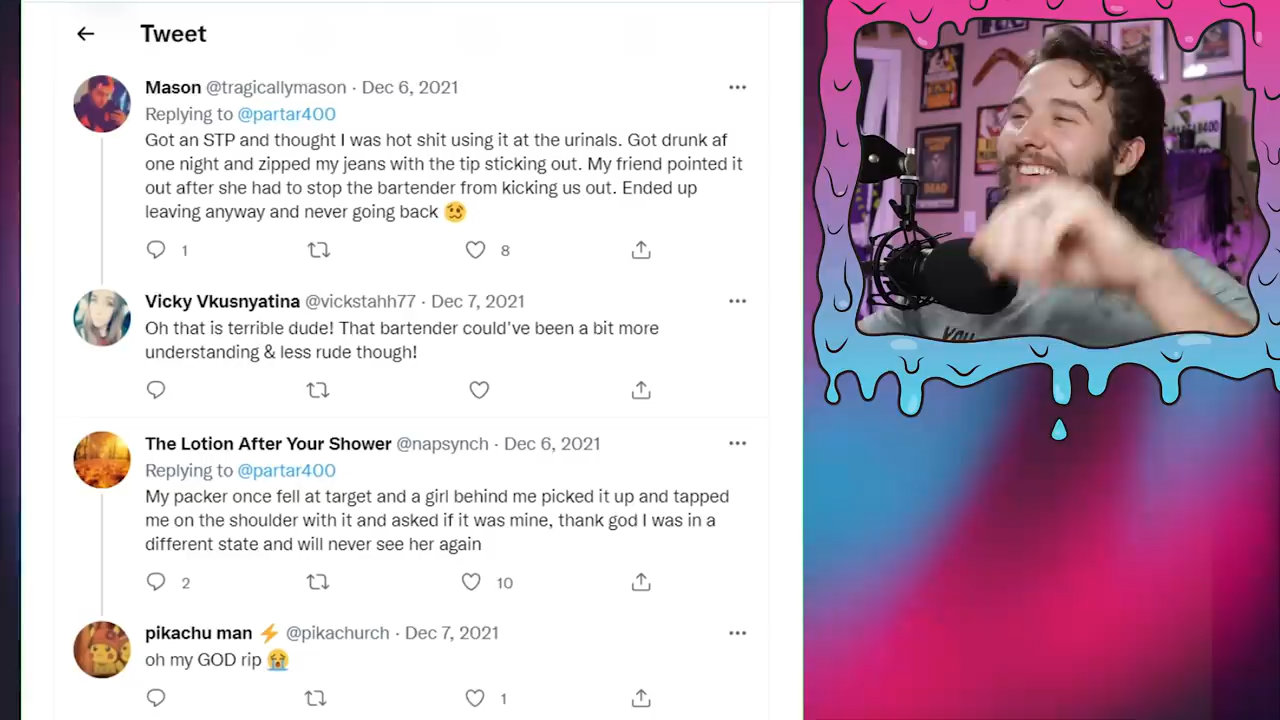 Tweet
Mason @tragicallymason · Dec 6, 2021
Replying to @partar400
Got an STP and thought I was hot shit using it at the urinals. Got drunk af
one night and zipped my jeans with the tip sticking out. My friend pointed it
out after she had to stop the bartender from kicking us out. Ended up
leaving anyway and never going back 🥴
1
8
Vicky Vkusnyatina @vickstahh77 · Dec 7, 2021
Oh that is terrible dude! That bartender could've been a bit more
understanding & less rude though!
The Lotion After Your Shower @napsynch · Dec 6, 2021
Replying to @partar400
My packer once fell at target and a girl behind me picked it up and tapped
me on the shoulder with it and asked if it was mine, thank god I was in a
different state and will never see her again
2
10
pikachu man ⚡ @pikachurch · Dec 7, 2021
oh my GOD rip 😭
1
YOU